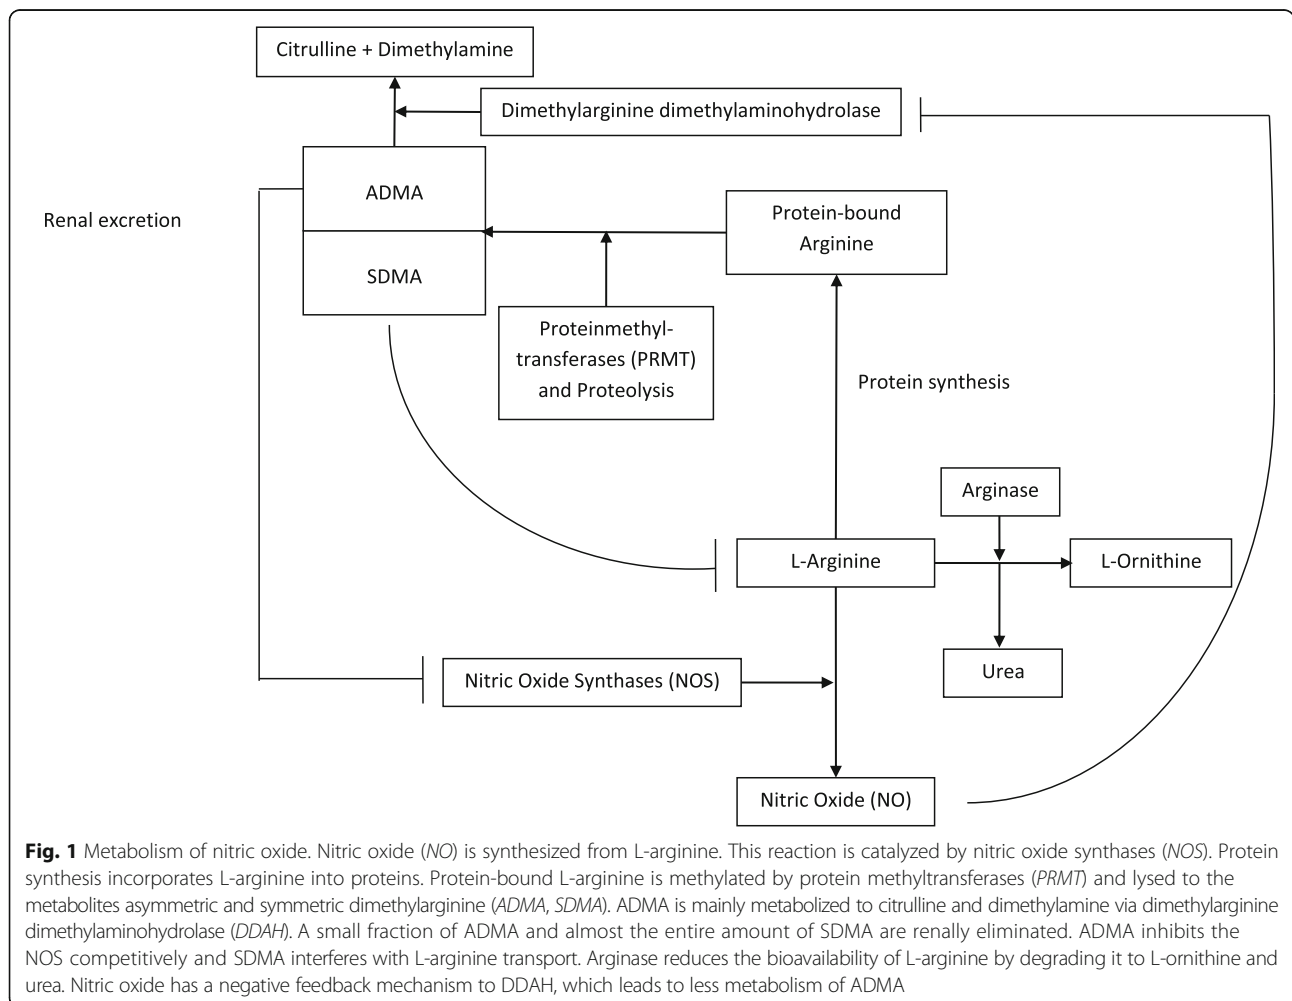 Citrulline + Dimethylamine
Dimethylarginine dimethylaminohydrolase
ADMA
Renal excretion
SDMA
Protein-bound
Arginine
Proteinmethyl-
transferases (PRMT)
and Proteolysis
Protein synthesis
Arginase
L-Arginine
L-Ornithine
Urea
Nitric Oxide Synthases (NOS)
Nitric Oxide (NO)
Fig. 1 Metabolism of nitric oxide. Nitric oxide (NO) is synthesized from L-arginine. This reaction is catalyzed by nitric oxide synthases (NOS). Protein
synthesis incorporates L-arginine into proteins. Protein-bound L-arginine is methylated by protein methyltransferases (PRMT) and lysed to the
metabolites asymmetric and symmetric dimethylarginine (ADMA, SDMA). ADMA is mainly metabolized to citrulline and dimethylamine via dimethylarginine
dimethylaminohydrolase (DDAH). A small fraction of ADMA and almost the entire amount of SDMA are renally eliminated. ADMA inhibits the
NOS competitively and SDMA interferes with L-arginine transport. Arginase reduces the bioavailability of L-arginine by degrading it to L-ornithine and
urea. Nitric oxide has a negative feedback mechanism to DDAH, which leads to less metabolism of ADMA